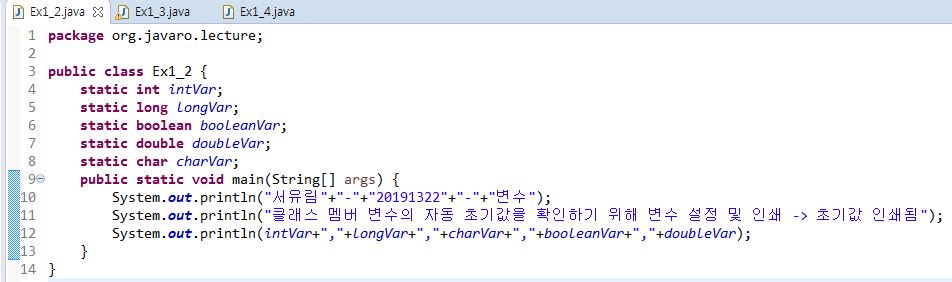 Ex1_2.java Ex1_3.java Ex1_4.java
1 package org.javaro.lecture;
2
3 public class Ex1_2 {
4 static int intVar;
5 static long longVar;
6 static boolean booleanVar;
7 static double doubleVar;
8 static char charVar;
9 public static void main(String[] args) {
10 System.out.println("서유림"+"-"+"20191322"+"-"+"변수");
11 System.out.println("클래스 멤버 변수의 자동 초기값을 확인하기 위해 변수 설정 및 인쇄 -> 초기값 인쇄됨");
12 System.out.println(intVar+","+longVar+","+charVar+","+booleanVar+","+doubleVar);
13 }
14 }